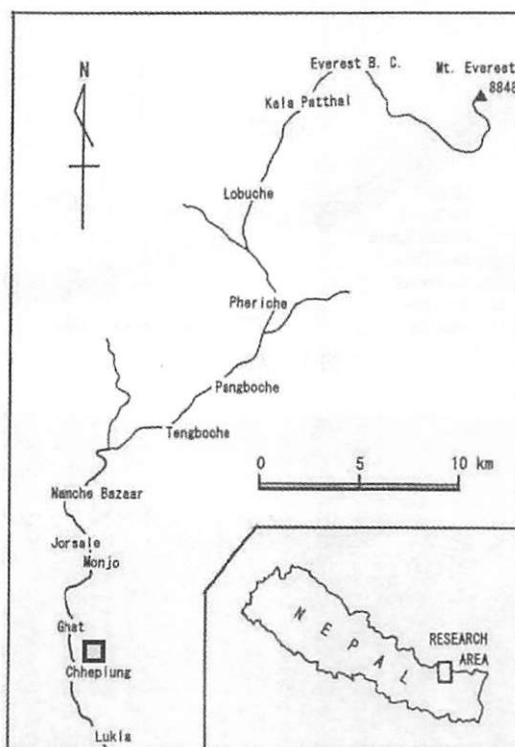 N
Everest B. C.
Mt. Everest
8848
Kala Patthal
Lobuche
Pheriche
Pangboche
Tengboche
0 5 10 km
Namche Bazaar
Jorsale
Monjo
NEPAL
Ghat
RESEARCH
AREA
Chheplung
Lukla